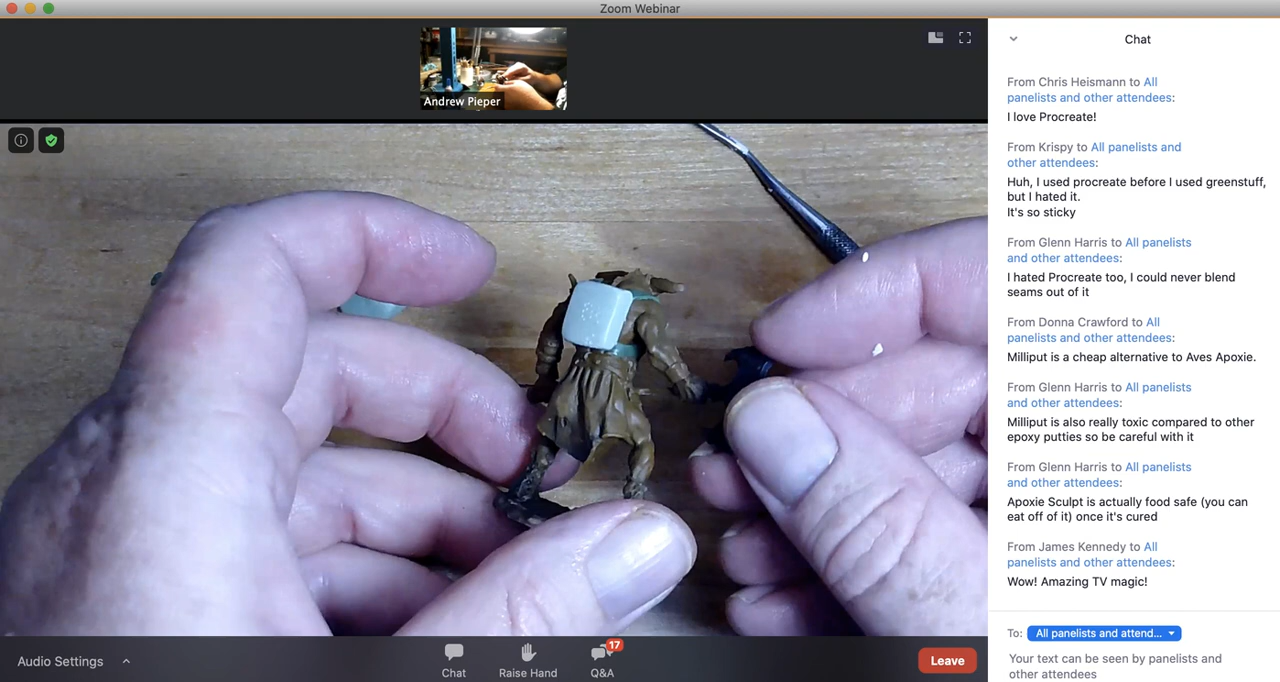 Zoom Webinar
Andrew Pieper
Chat
From Chris Heismann to All
panelists and other attendees:
I love Procreate!
From Krispy to All panelists and
other attendees:
Huh, I used procreate before I used greenstuff,
but I hated it.
It's so sticky
From Glenn Harris to All panelists
and other attendees:
I hated Procreate too, I could never blend
seams out of it
From Donna Crawford to All
panelists and other attendees:
Milliput is a cheap alternative to Aves Apoxie.
From Glenn Harris to All panelists
and other attendees:
Milliput is also really toxic compared to other
epoxy putties so be careful with it
From Glenn Harris to All panelists
and other attendees:
Apoxie Sculpt is actually food safe (you can
eat off of it) once it's cured
From James Kennedy to All
panelists and other attendees:
Wow! Amazing TV magic!
To: All panelists and attend...
Your text can be seen by panelists and
other attendees
Audio Settings
Chat
Raise Hand
17
Q&A
Leave